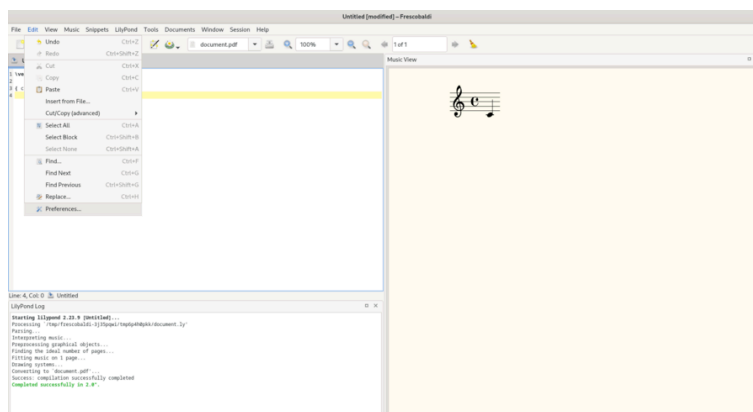 Untitled [modified] – Frescobaldi
File Edit View Music Snippets LilyPond Tools Documents Window Session Help
document.pdf 100% 1 of 1
Undo Ctrl+Z
Redo Ctrl+Shift+Z
Cut Ctrl+X
Copy Ctrl+C
Paste Ctrl+V
Insert from File...
Cut/Copy (advanced)
Select All Ctrl+A
Select Block Ctrl+Shift+B
Select None Ctrl+Shift+A
Find... Ctrl+F
Find Next Ctrl+G
Find Previous Ctrl+Shift+G
Replace... Ctrl+H
Preferences...
1 \ve
2
3 { c
4
Music View
Line: 4, Col: 0 Untitled
LilyPond Log
Starting lilypond 2.23.9 [Untitled]...
Parsing...
Interpreting music...
Preprocessing graphical objects...
Finding the ideal number of pages...
Fitting music on 1 page...
Drawing systems...
Converting to `document.pdf'...
Success: compilation successfully completed
Completed successfully in 2.0".